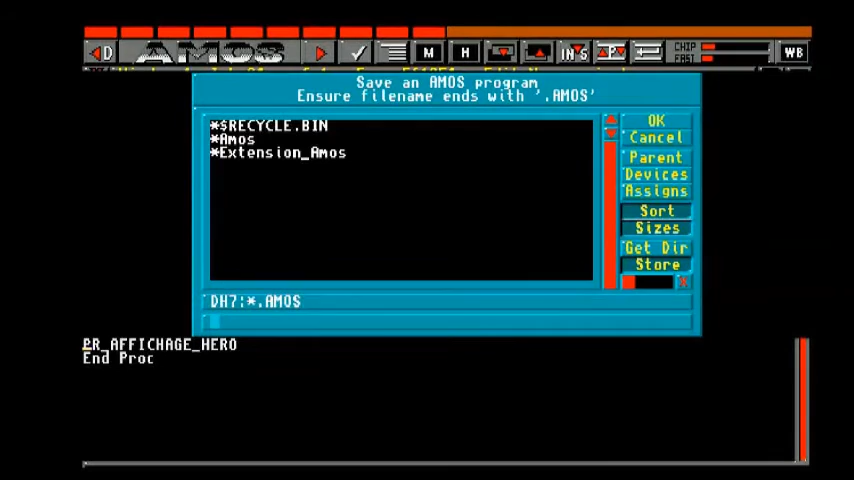 D AMOS M H INS P CHIP FAST WB
Save an AMOS program
Ensure filename ends with '.AMOS'
*$RECYCLE.BIN
*Amos
*Extension_Amos
OK
Cancel
Parent
Devices
Assigns
Sort
Sizes
Get Dir
Store
DH7:*.AMOS
PR_AFFICHAGE_HERO
End Proc